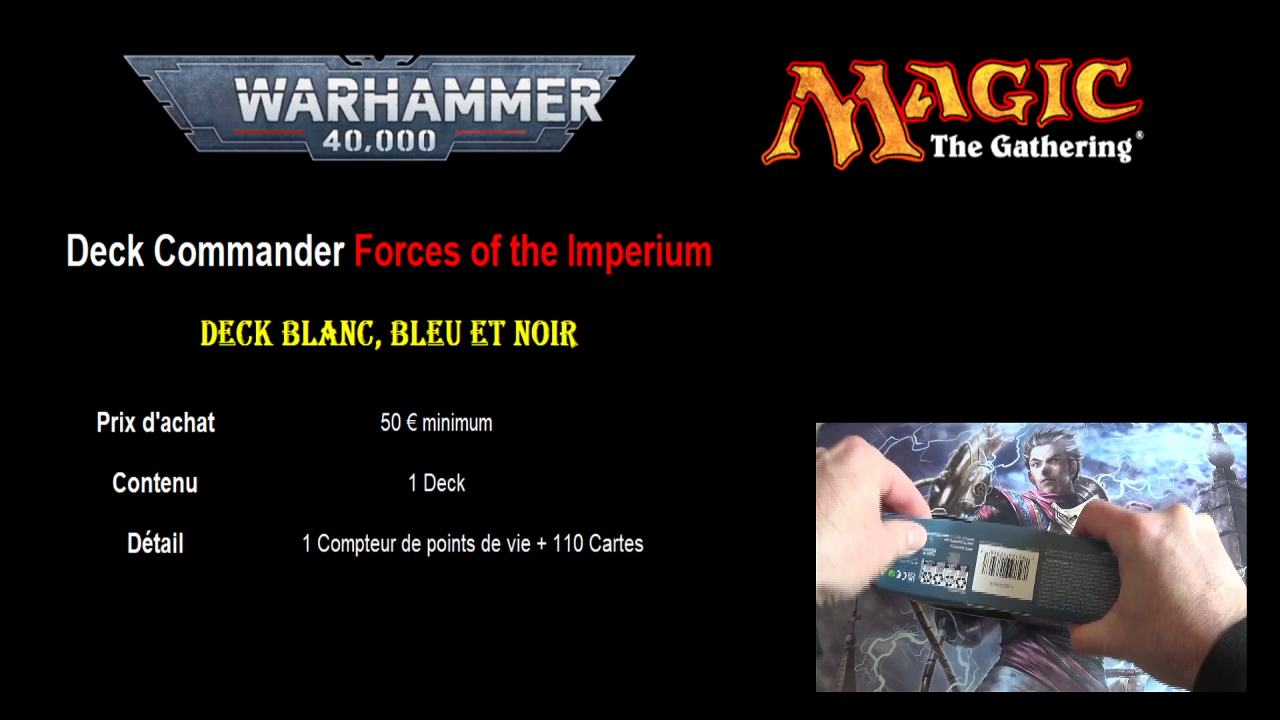 WARHAMMER
40,000
MAGIC
The Gathering®
Deck Commander Forces of the Imperium
DECK BLANC, BLEU ET NOIR
Prix d'achat 50 € minimum
Contenu 1 Deck
Détail 1 Compteur de points de vie + 110 Cartes